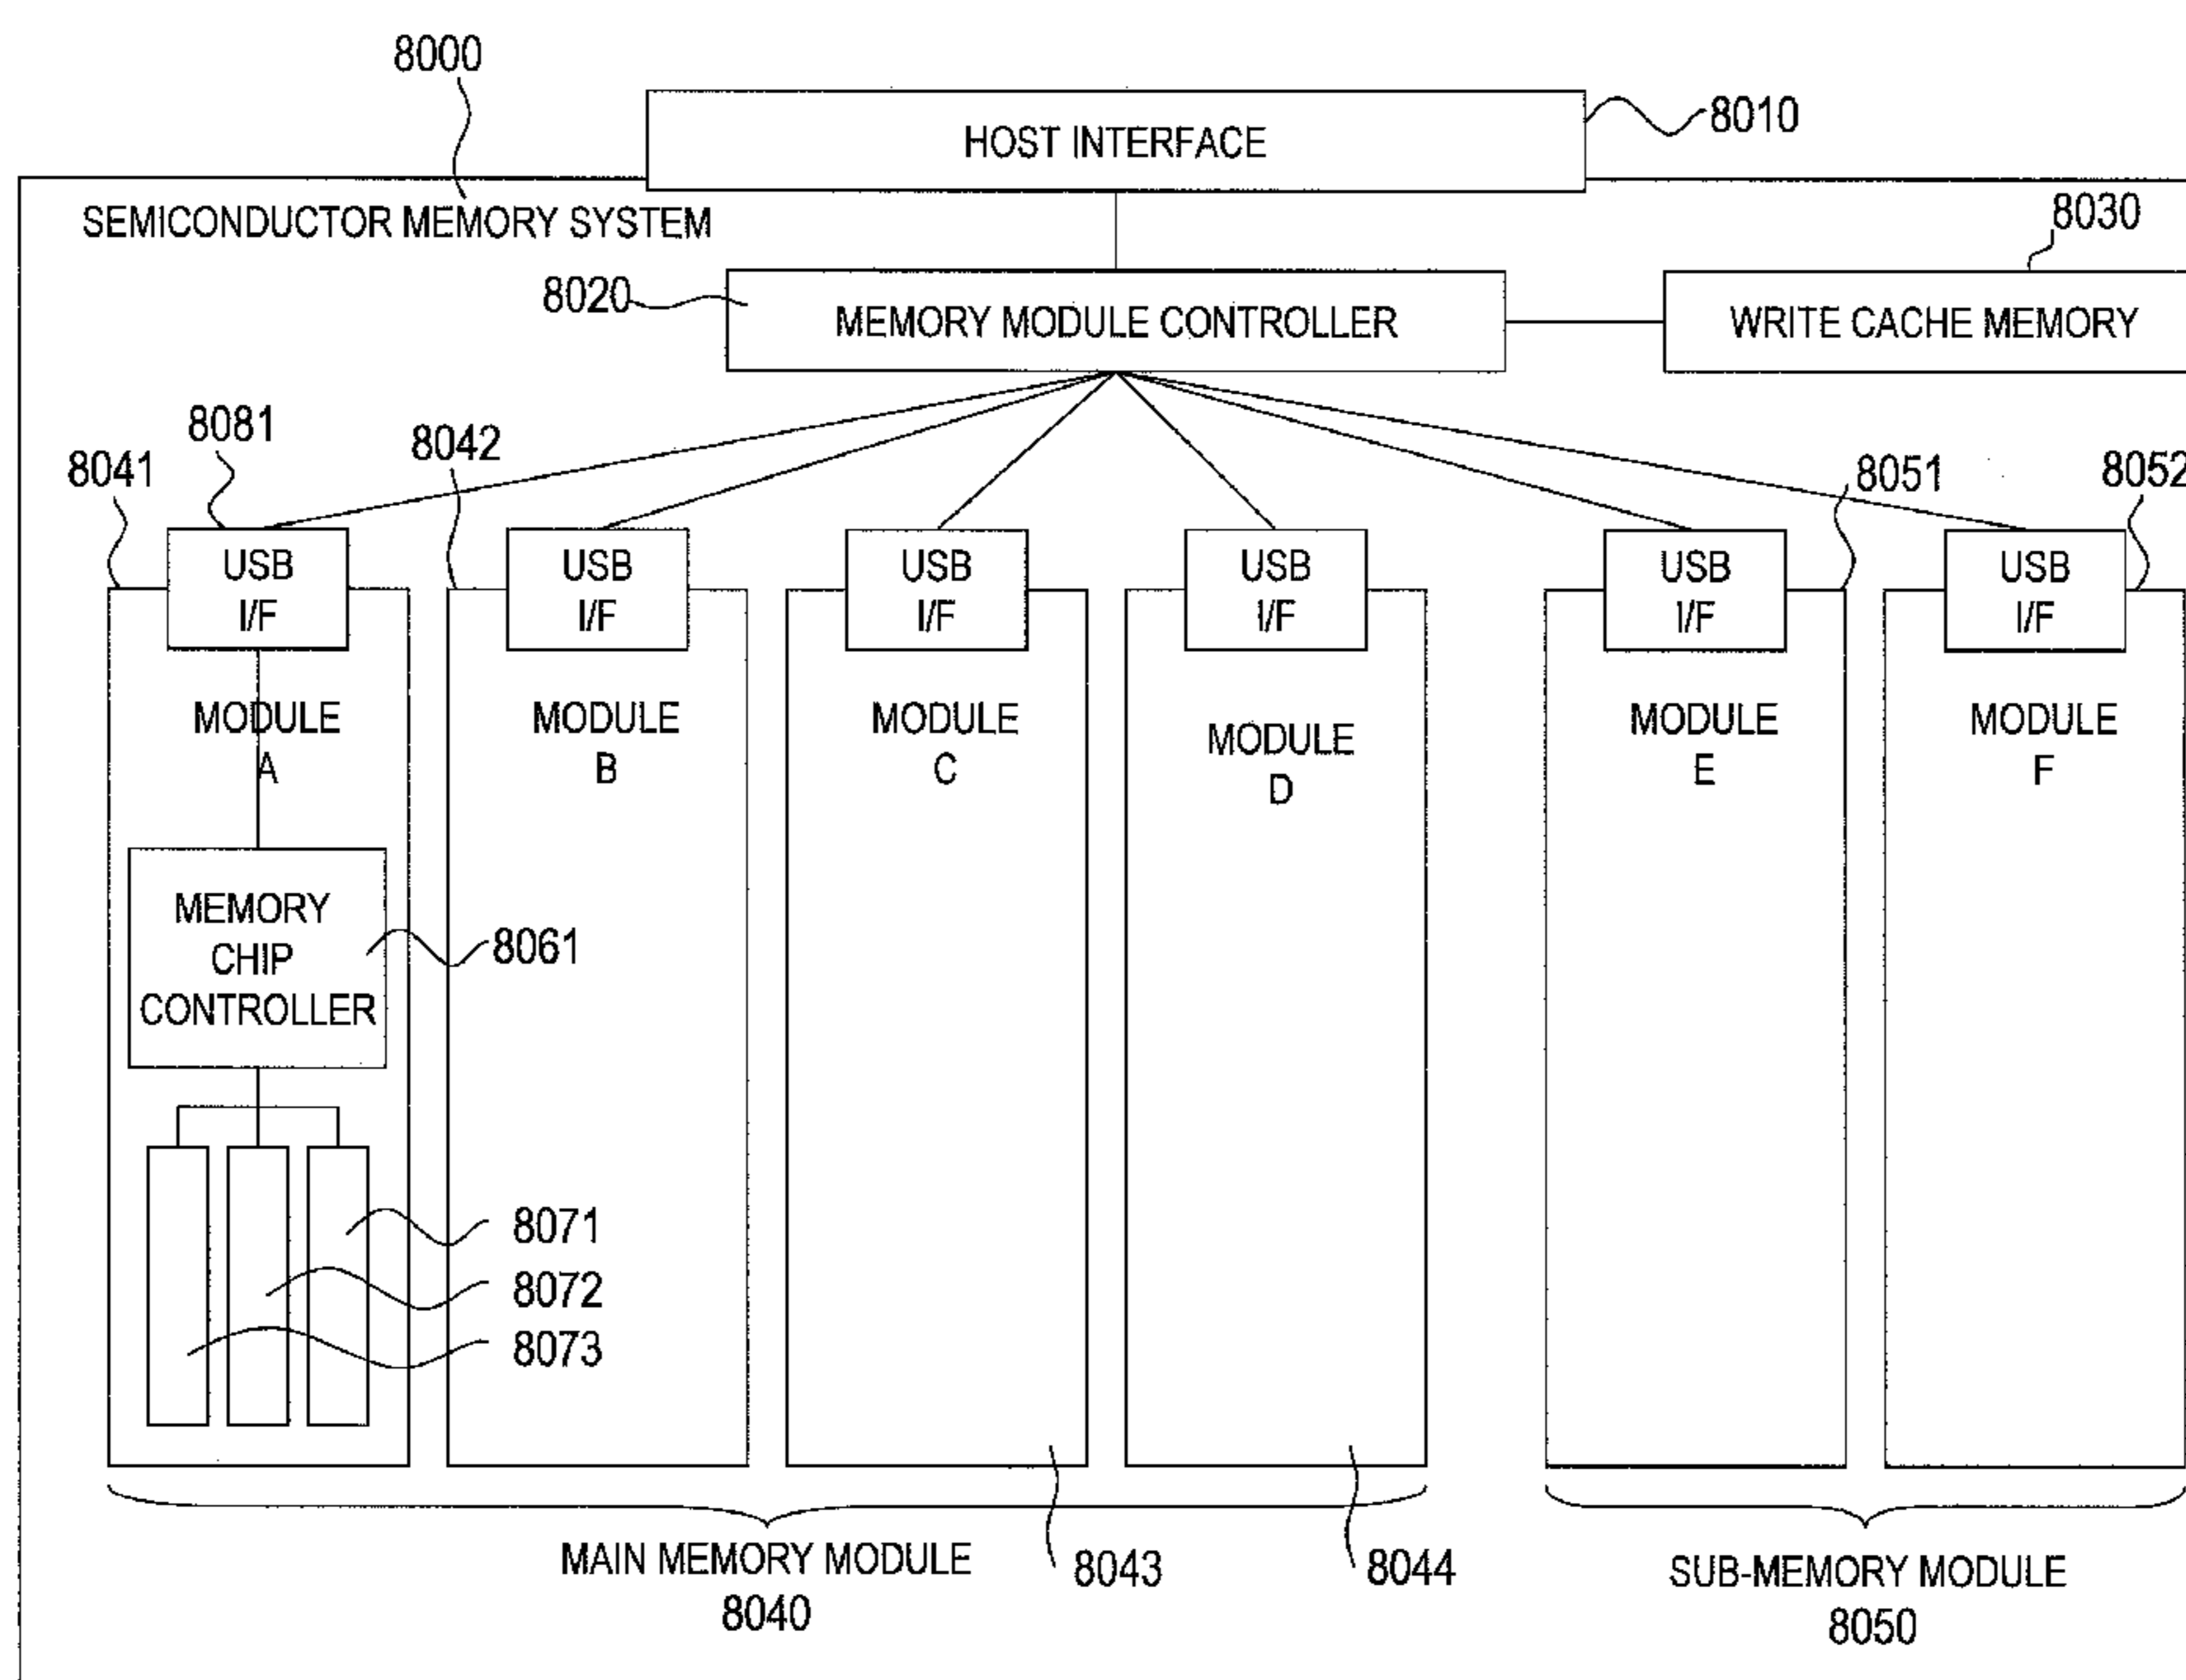 8000
8010
HOST INTERFACE
SEMICONDUCTOR MEMORY SYSTEM
8030
8020
MEMORY MODULE CONTROLLER
WRITE CACHE MEMORY
8081
8042
8041
8051
8052
USB
I/F
USB
I/F
USB
I/F
USB
I/F
USB
I/F
USB
I/F
MODULE
A
MODULE
B
MODULE
C
MODULE
D
MODULE
E
MODULE
F
MEMORY
CHIP
CONTROLLER
8061
8071
8072
8073
MAIN MEMORY MODULE
8040
8043
8044
SUB-MEMORY MODULE
8050